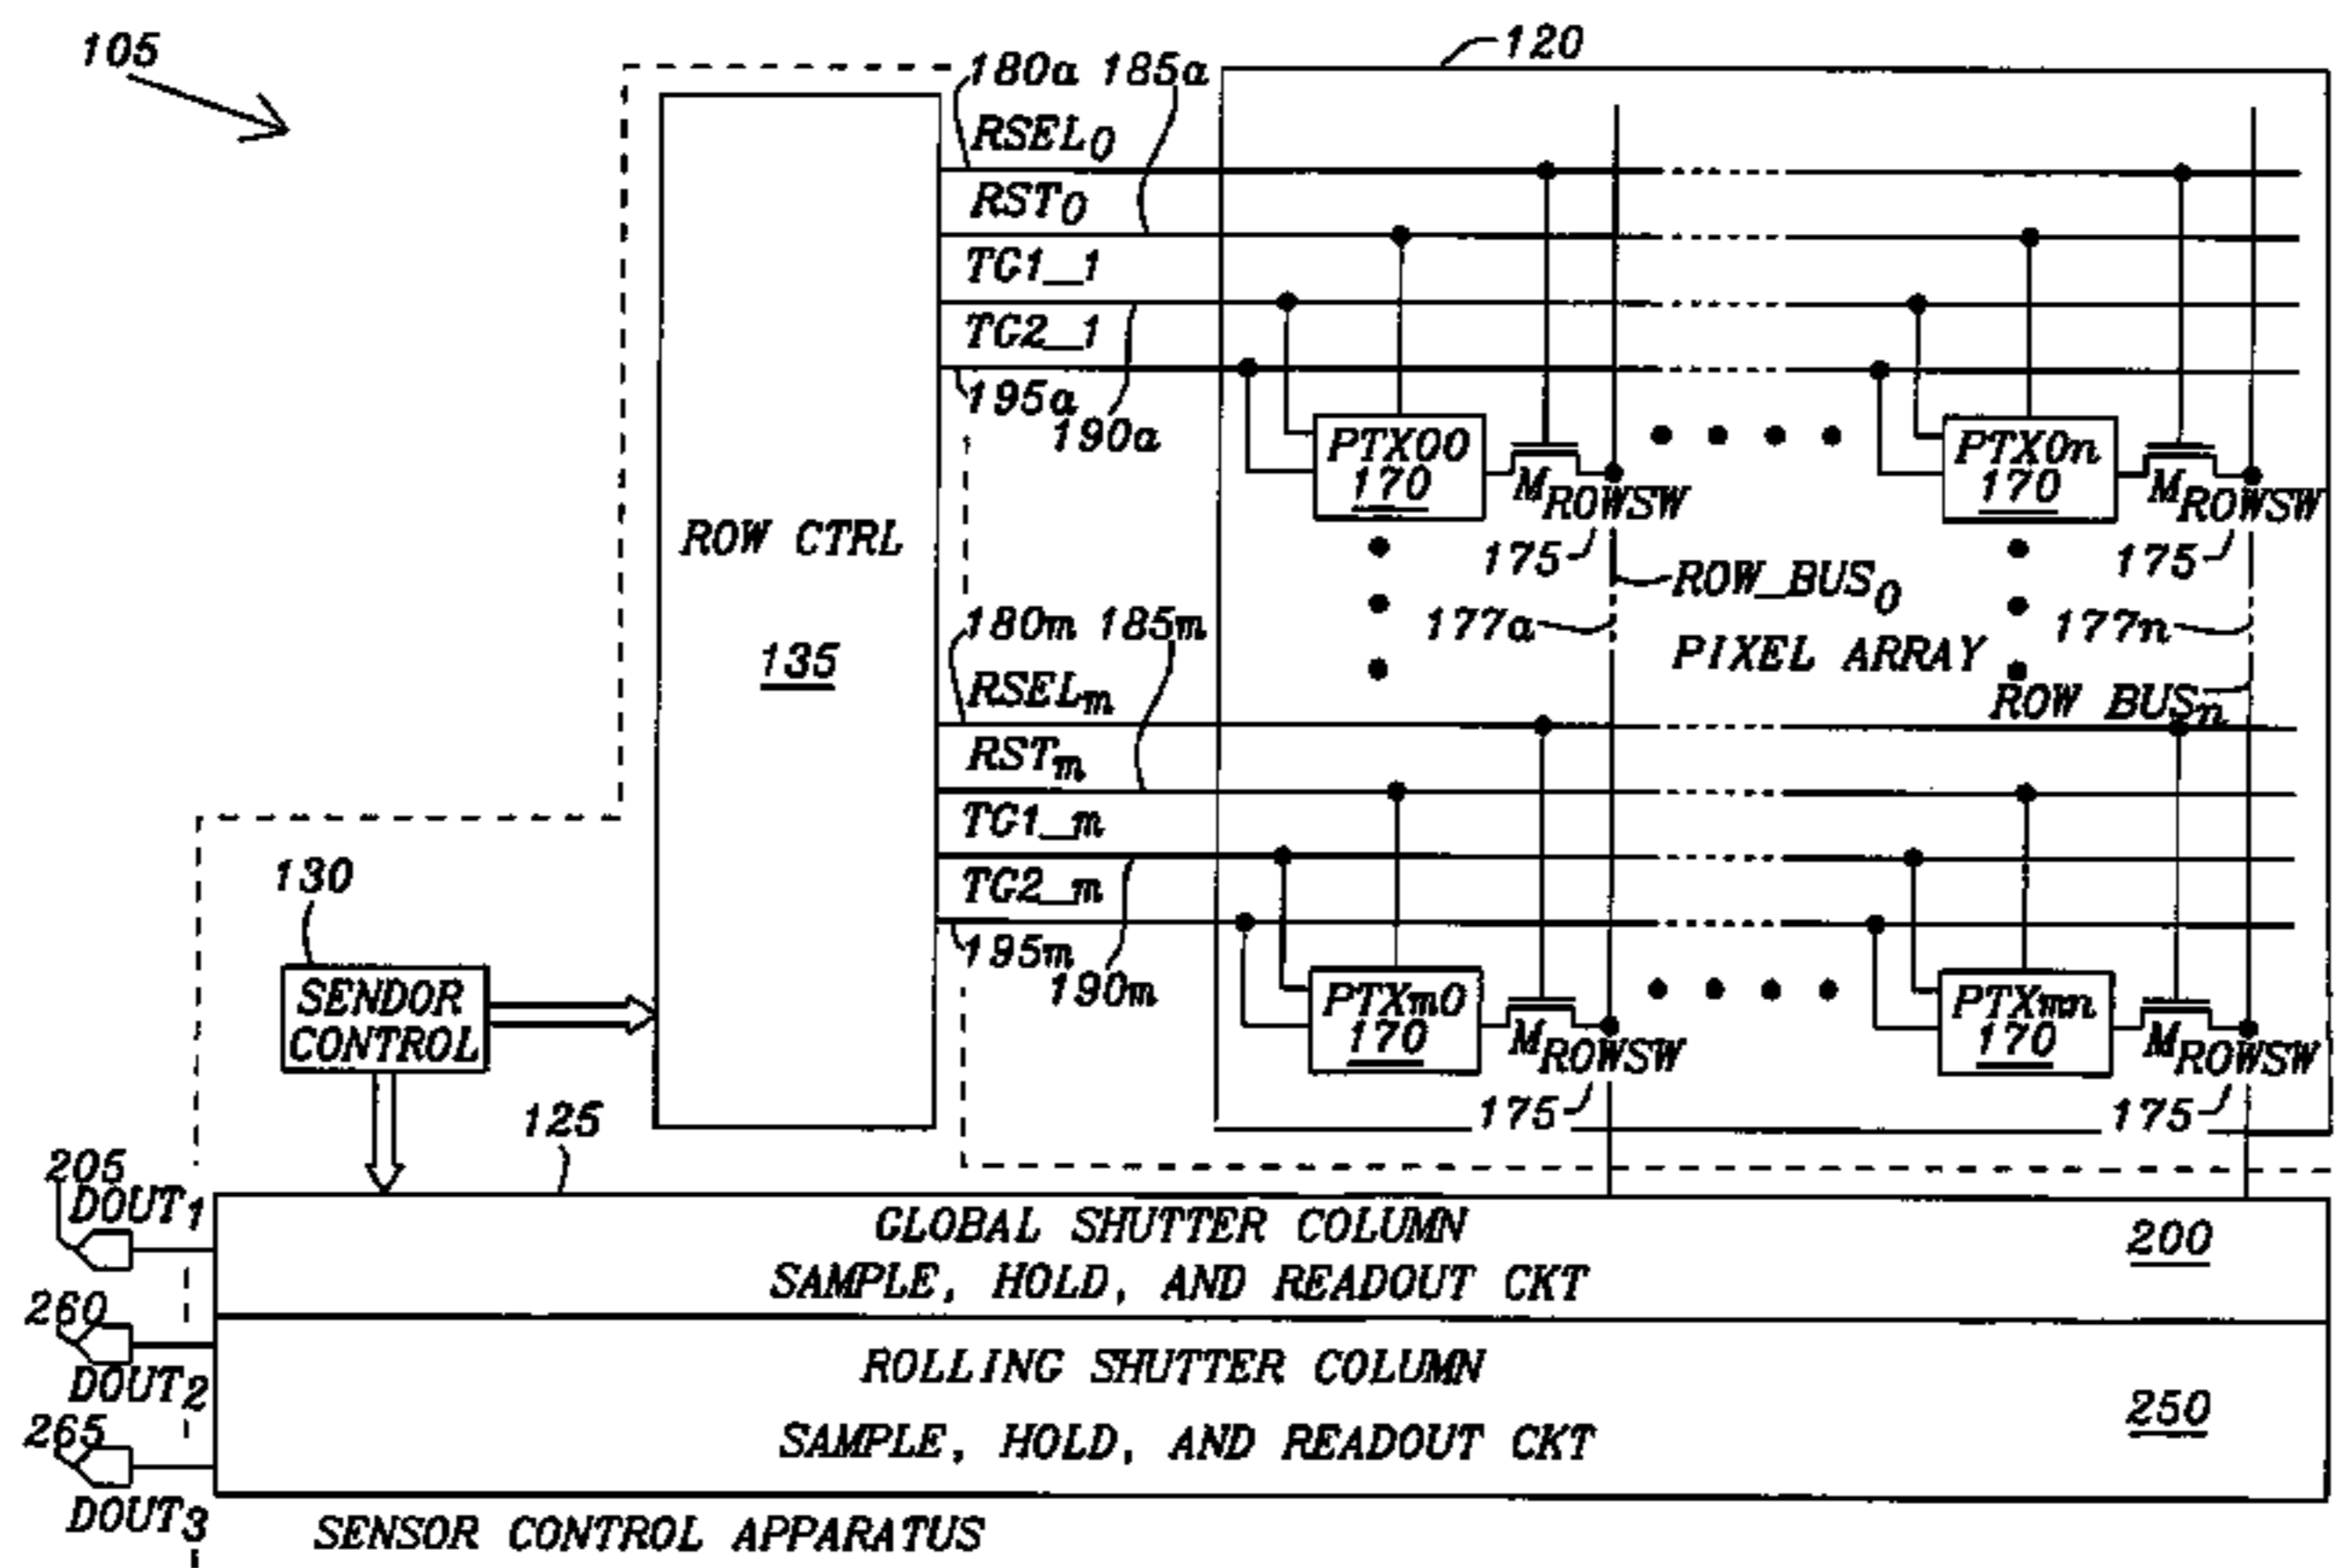 105
120
180a 185a
RSEL0
RST0
TG1_1
TG2_1
195a
190a
PTX00
170
MROWSW
175
PTX0n
170
MROWSW
175
ROW CTRL
135
ROW_BUS0
177a
PIXEL ARRAY
177n
ROW BUSn
180m 185m
RSELm
RSTm
TG1_m
TG2_m
195m
190m
130
SENDOR
CONTROL
PTXm0
170
MROWSW
175
PTXmn
170
MROWSW
175
125
205
DOUT1
GLOBAL SHUTTER COLUMN
200
SAMPLE, HOLD, AND READOUT CKT
260
DOUT2
ROLLING SHUTTER COLUMN
250
265
SAMPLE, HOLD, AND READOUT CKT
DOUT3
SENSOR CONTROL APPARATUS